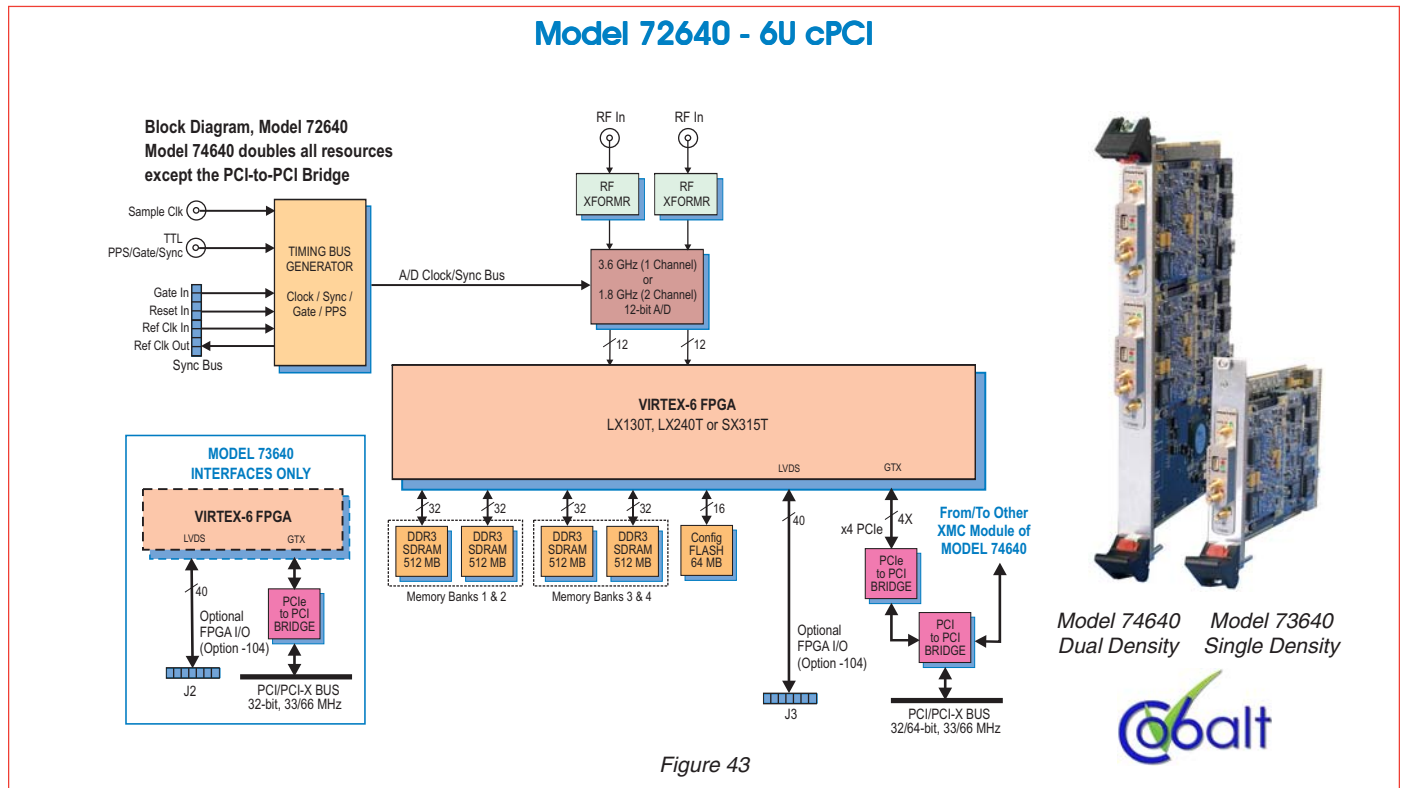 Model 72640 - 6U cPCI
Block Diagram, Model 72640
Model 74640 doubles all resources
except the PCI-to-PCI Bridge
RF In
RF In
RF
XFORMR
RF
XFORMR
Sample Clk
TTL
PPS/Gate/Sync
Gate In
Reset In
Ref Clk In
Ref Clk Out
Sync Bus
TIMING BUS
GENERATOR
Clock / Sync /
Gate / PPS
A/D Clock/Sync Bus
3.6 GHz (1 Channel)
or
1.8 GHz (2 Channel)
12-bit A/D
12
12
VIRTEX-6 FPGA
LX130T, LX240T or SX315T
LVDS
GTX
32
32
32
32
16
40
4X
x4 PCIe
DDR3
SDRAM
512 MB
DDR3
SDRAM
512 MB
DDR3
SDRAM
512 MB
DDR3
SDRAM
512 MB
Config
FLASH
64 MB
Memory Banks 1 & 2
Memory Banks 3 & 4
Optional
FPGA I/O
(Option -104)
J3
PCIe
to PCI
BRIDGE
PCI
to PCI
BRIDGE
From/To Other
XMC Module of
MODEL 74640
PCI/PCI-X BUS
32/64-bit, 33/66 MHz
MODEL 73640
INTERFACES ONLY
VIRTEX-6 FPGA
LVDS
GTX
40
Optional
FPGA I/O
(Option -104)
PCIe
to PCI
BRIDGE
J2
PCI/PCI-X BUS
32-bit, 33/66 MHz
Model 74640
Dual Density
Model 73640
Single Density
Cobalt
Figure 43